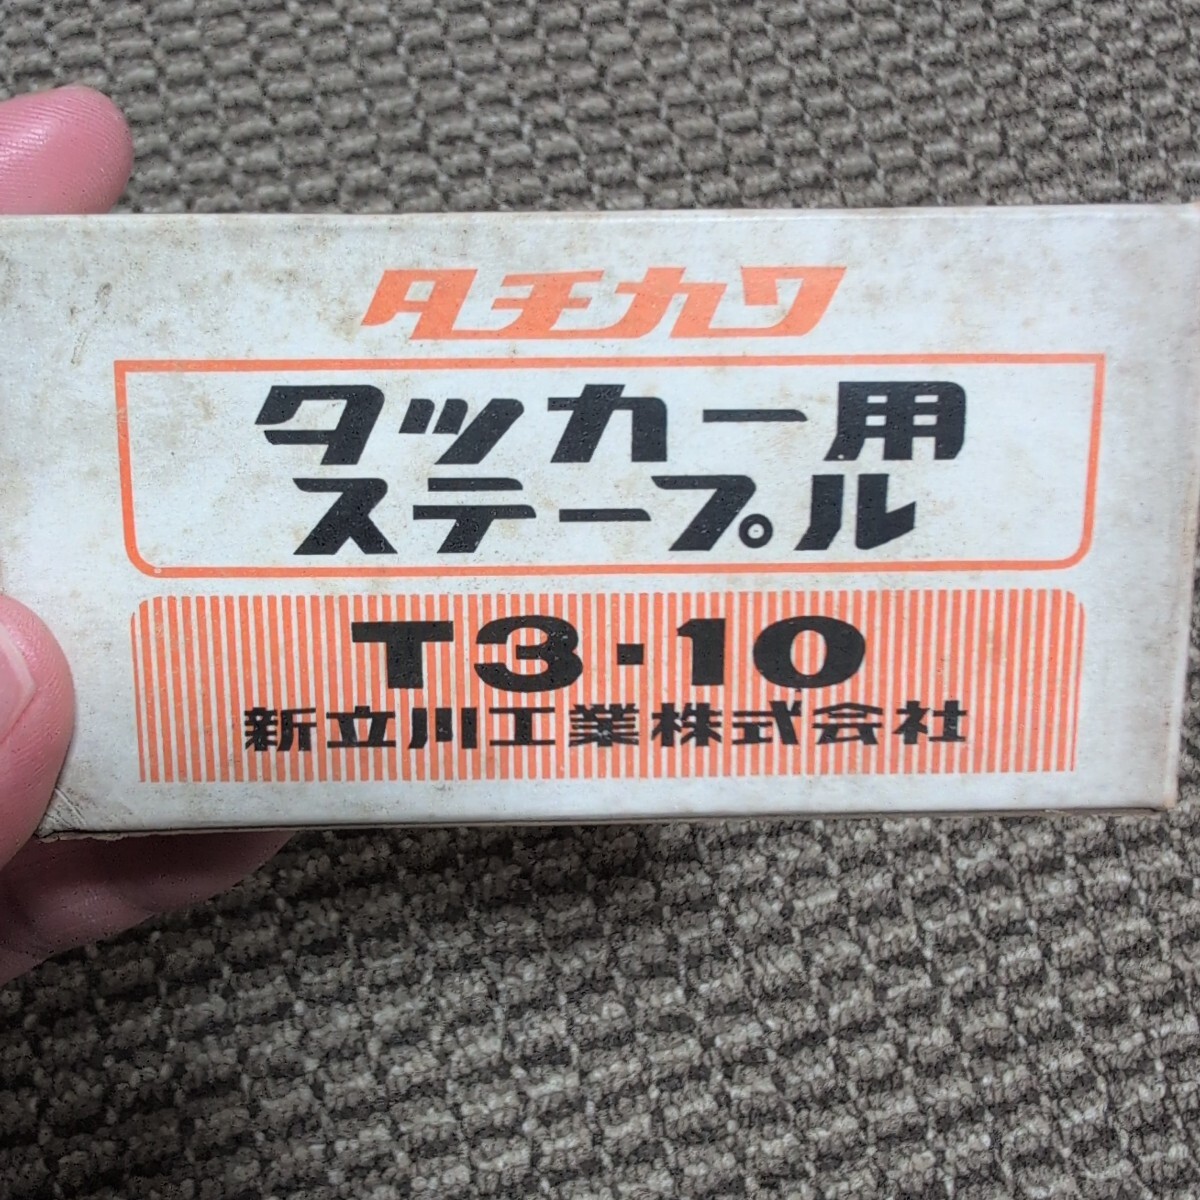 タチカワ
タッカー用
ステープル
T3-10
新立川工業株式会社